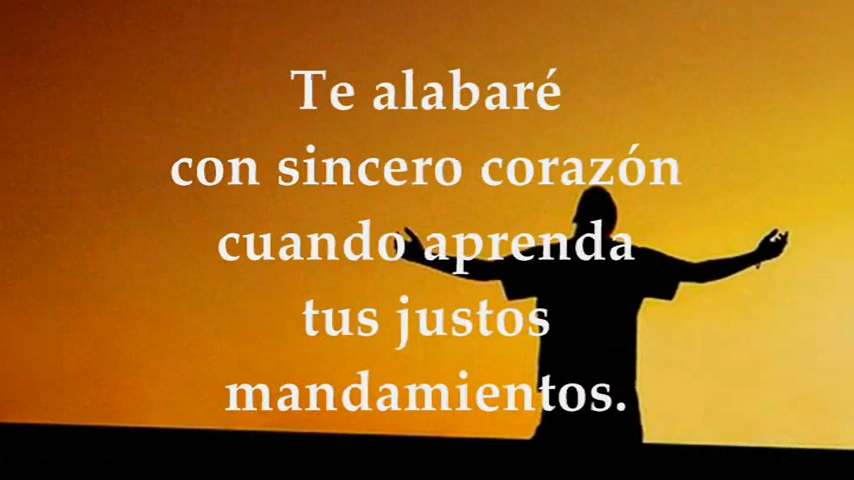 Te alabaré
con sincero corazón
cuando aprenda
tus justos
mandamientos.